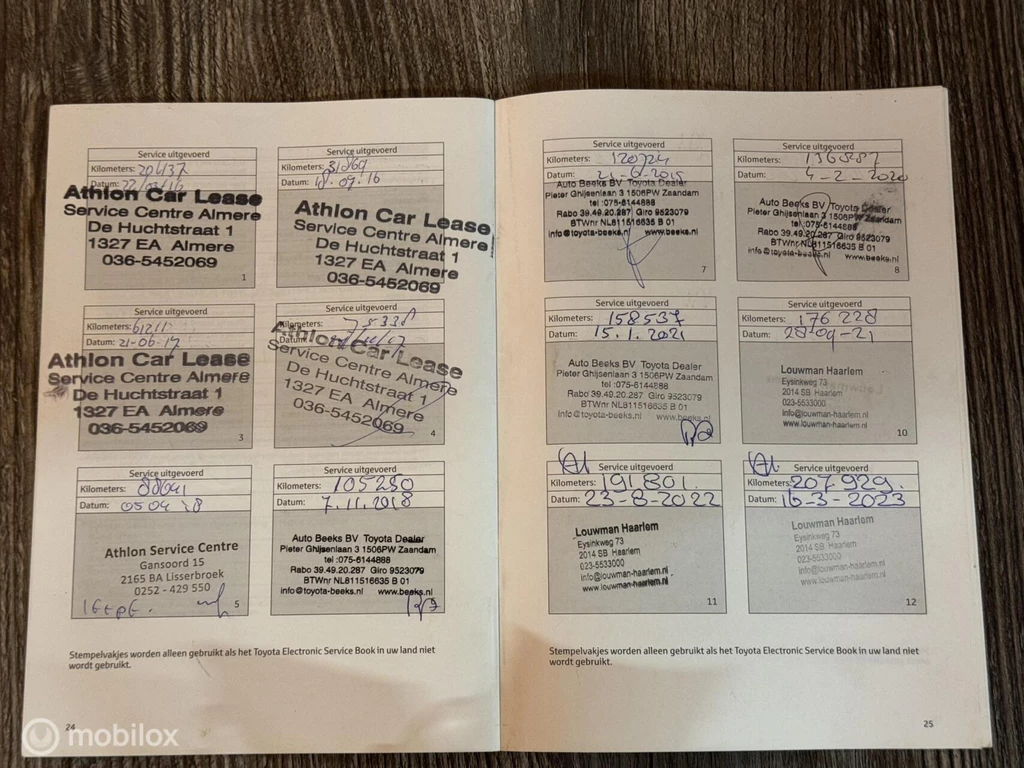 Service uitgevoerd
Kilometers: 20437
Datum:
Athlon Car Lease
Service Centre Almere
De Huchtstraat 1
1327 EA Almere
036-5452069
1
Service uitgevoerd
Kilometers: 31869
Datum: 18.07.16
Athlon Car Lease
Service Centre Almere
De Huchtstraat 1
1327 EA Almere
036-5452069
Service uitgevoerd
Kilometers: 61211
Datum: 21-06-17
Athlon Car Lease
Service Centre Almere
De Huchtstraat 1
1327 EA Almere
036-5452069
3
Service uitgevoerd
Kilometers: 75338
Datum:
Athlon Car Lease
Service Centre Almere
De Huchtstraat 1
1327 EA Almere
036-5452069
4
Service uitgevoerd
Kilometers: 88641
Datum: 05 04 18
Athlon Service Centre
Gansoord 15
2165 BA Lisserbroek
0252 - 429 550
5
Service uitgevoerd
Kilometers: 105230
Datum: 7.11.2018
Auto Beeks BV Toyota Dealer
Pieter Ghijsenlaan 3 1506PW Zaandam
tel :075-6144888
Rabo 39.49.20.287 Giro 9523079
BTWnr NL811516635 B 01
info@toyota-beeks.nl www.beeks.nl
Stempelvakjes worden alleen gebruikt als het Toyota Electronic Service Book in uw land niet
wordt gebruikt.
24
Service uitgevoerd
Kilometers: 120724
Datum:
Auto Beeks BV Toyota Dealer
Pieter Ghijsenlaan 3 1506PW Zaandam
tel :075-6144888
Rabo 39.49.20.287 Giro 9523079
BTWnr NL811516635 B 01
info@toyota-beeks.nl www.beeks.nl
7
Service uitgevoerd
Kilometers: 136887
Datum: 4-2-2020
Auto Beeks BV Toyota Dealer
Pieter Ghijsenlaan 3 1506PW Zaandam
tel :075-6144888
Rabo 39.49.20.287 Giro 9523079
BTWnr NL811516635 B 01
info@toyota-beeks.nl www.beeks.nl
8
Service uitgevoerd
Kilometers: 158537
Datum: 15.1.2021
Auto Beeks BV Toyota Dealer
Pieter Ghijsenlaan 3 1506PW Zaandam
tel :075-6144888
Rabo 39.49.20.287 Giro 9523079
BTWnr NL811516635 B 01
info@toyota-beeks.nl www.beeks.nl
Service uitgevoerd
Kilometers: 176 228
Datum: 28-09-21
Louwman Haarlem
Eysinkweg 73
2014 SB Haarlem
023-5533000
info@louwman-haarlem.nl
www.louwman-haarlem.nl
10
Service uitgevoerd
Kilometers: 191 801.
Datum: 23-8-2022
Louwman Haarlem
Eysinkweg 73
2014 SB Haarlem
023-5533000
info@louwman-haarlem.nl
www.louwman-haarlem.nl
11
Service uitgevoerd
Kilometers: 207.929.
Datum: 16-3-2023
Louwman Haarlem
Eysinkweg 73
2014 SB Haarlem
023-5533000
info@louwman-haarlem.nl
www.louwman-haarlem.nl
12
Stempelvakjes worden alleen gebruikt als het Toyota Electronic Service Book in uw land niet
wordt gebruikt.
25
mobilox